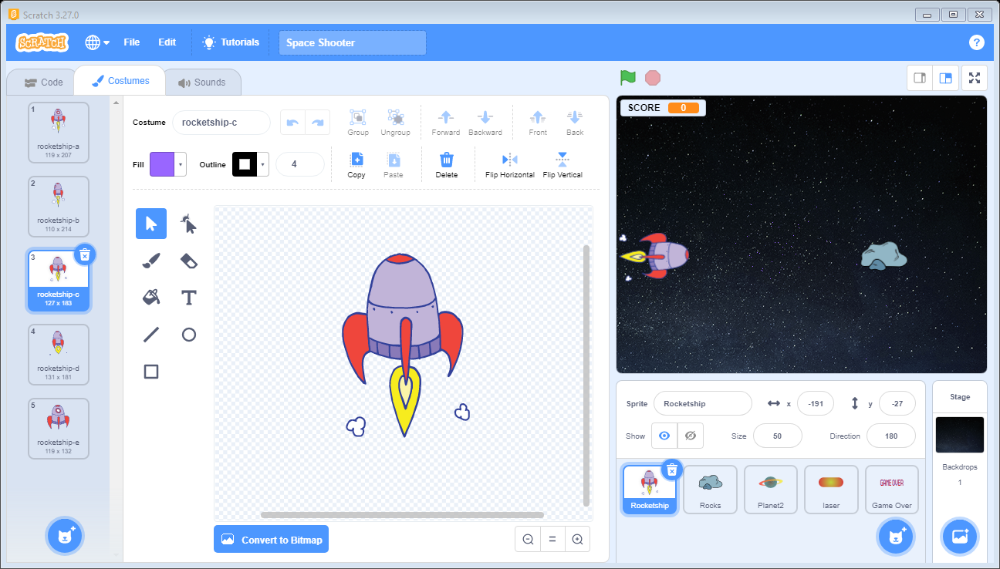 Scratch 3.27.0
SCRATCH
File
Edit
Tutorials
Space Shooter
?
Code
Costumes
Sounds
1
rocketship-a
119 x 207
2
rocketship-b
110 x 214
3
rocketship-c
127 x 183
4
rocketship-d
131 x 181
5
rocketship-e
119 x 132
Costume
rocketship-c
Group
Ungroup
Forward
Backward
Front
Back
Fill
Outline
4
Copy
Paste
Delete
Flip Horizontal
Flip Vertical
T
Convert to Bitmap
SCORE 0
Sprite
Rocketship
x
-191
y
-27
Show
Size
50
Direction
180
Rocketship
Rocks
Planet2
laser
GAME OVER
Game Over
Stage
Backdrops
1